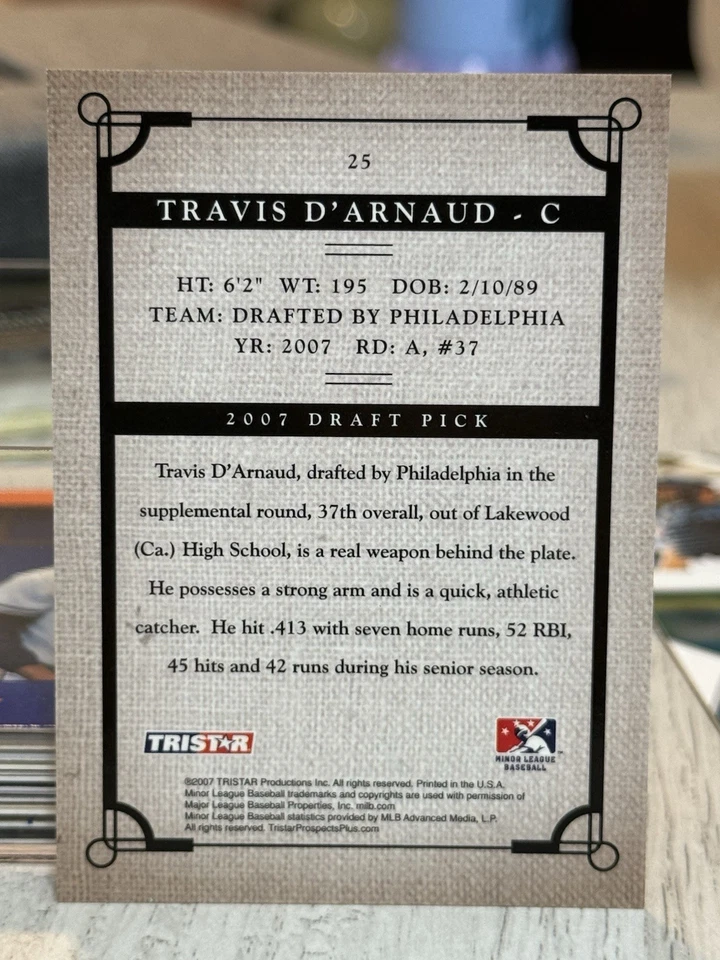 25
TRAVIS D'ARNAUD - C
HT: 6'2" WT: 195 DOB: 2/10/89
TEAM: DRAFTED BY PHILADELPHIA
YR: 2007 RD: A, #37
2007 DRAFT PICK
Travis D'Arnaud, drafted by Philadelphia in the
supplemental round, 37th overall, out of Lakewood
(Ca.) High School, is a real weapon behind the plate.
He possesses a strong arm and is a quick, athletic
catcher. He hit .413 with seven home runs, 52 RBI,
45 hits and 42 runs during his senior season.
TRISTAR
MINOR LEAGUE
BASEBALL
©2007 TRISTAR Productions Inc. All rights reserved. Printed in the U.S.A.
Minor League Baseball trademarks and copyrights are used with permission of
Major League Baseball Properties, Inc. milb.com
Minor League Baseball statistics provided by MLB Advanced Media, L.P.
All rights reserved. TristarProspectsPlus.com